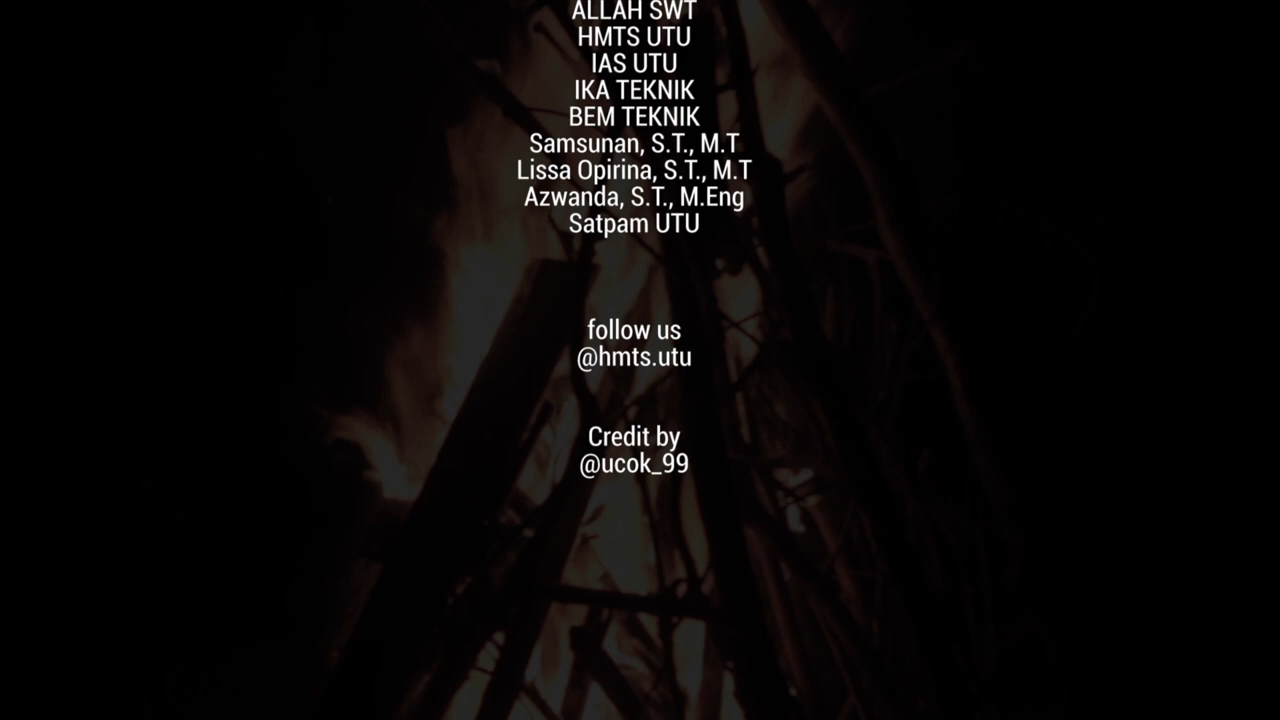 ALLAH SWT
HMTS UTU
IAS UTU
IKA TEKNIK
BEM TEKNIK
Samsunan, S.T., M.T
Lissa Opirina, S.T., M.T
Azwanda, S.T., M.Eng
Satpam UTU
follow us
@hmts.utu
Credit by
@ucok_99